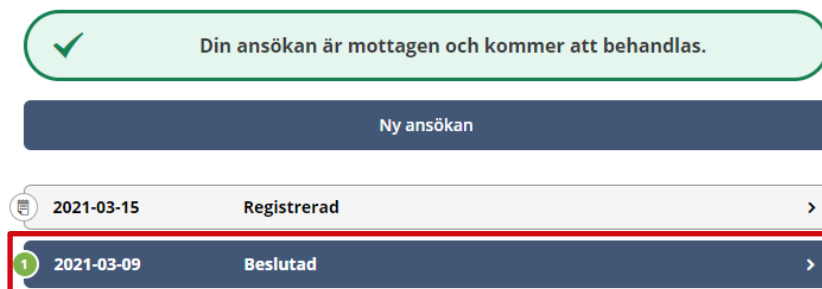 Din ansökan är mottagen och kommer att behandlas.
Ny ansökan
2021-03-15 Registrerad
1 2021-03-09 Beslutad